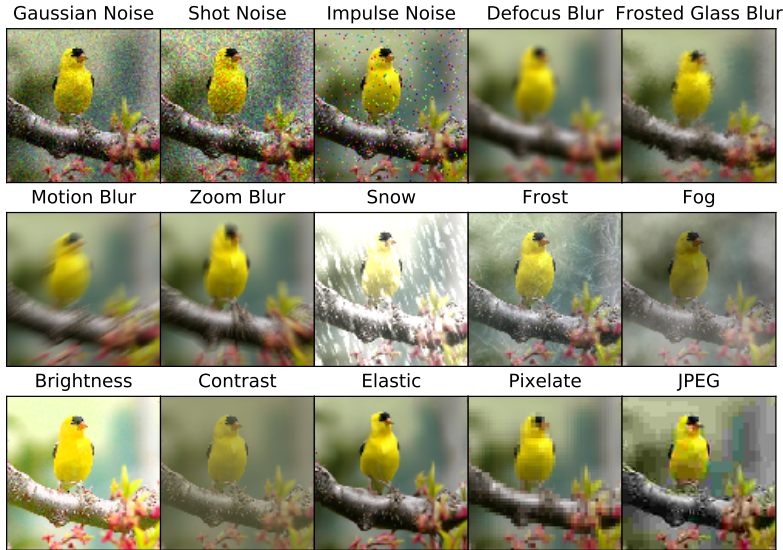 Gaussian Noise Shot Noise Impulse Noise Defocus Blur Frosted Glass Blur
Motion Blur Zoom Blur Snow Frost Fog
Brightness Contrast Elastic Pixelate JPEG